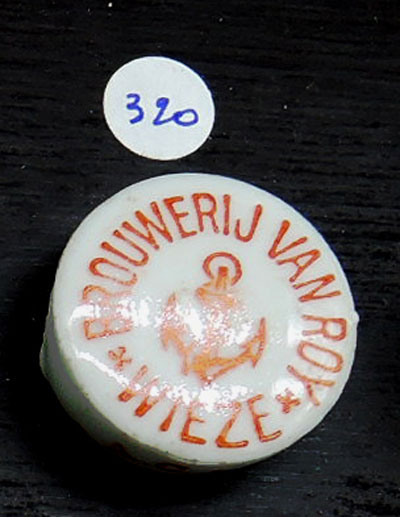 320
BROUWERIJ VAN ROY
* WIEZE *